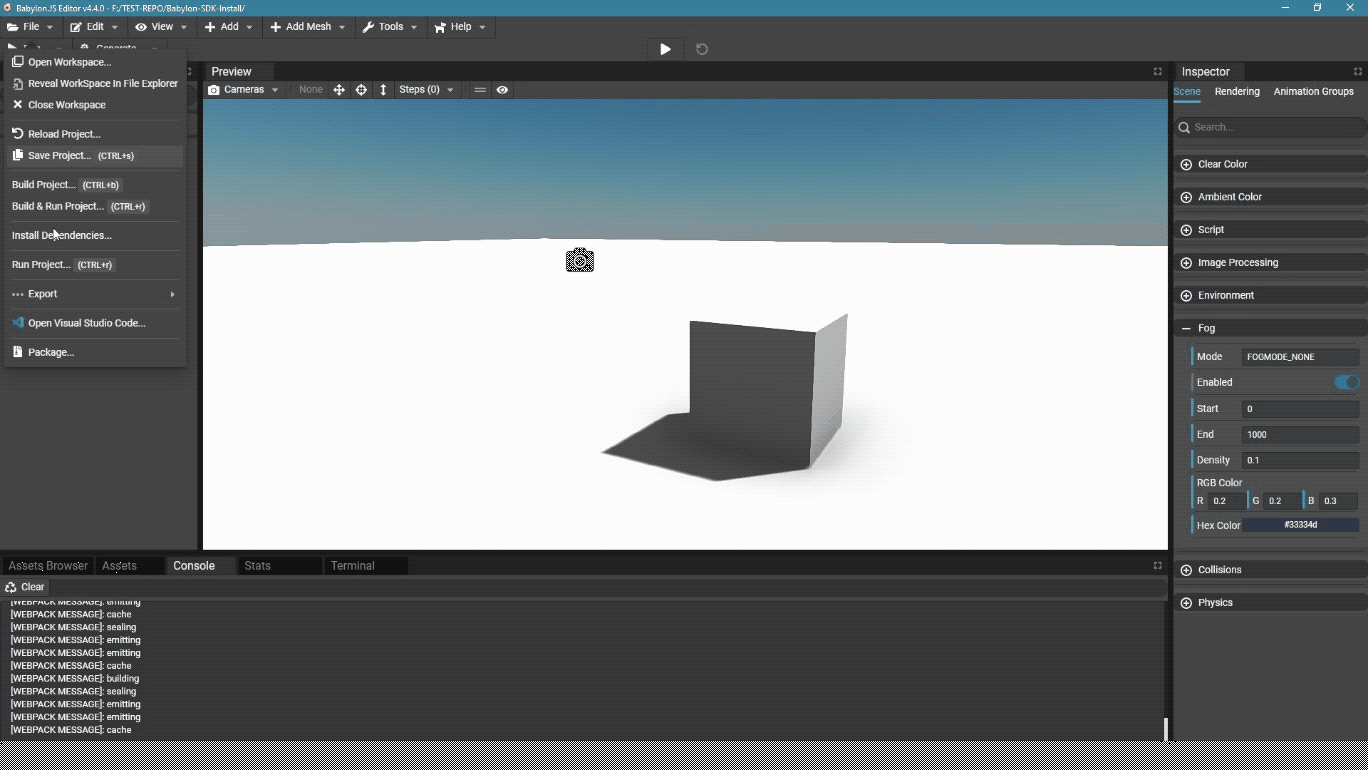 Babylon.JS Editor v4.4.0 - F:/TEST-REPO/Babylon-SDK-Install/
File Edit View Add Add Mesh Tools Help
Generate
Open Workspace...
Reveal WorkSpace In File Explorer
Close Workspace
Reload Project...
Save Project... (CTRL+s)
Build Project... (CTRL+b)
Build & Run Project... (CTRL+r)
Install Dependencies...
Run Project... (CTRL+r)
Export
Open Visual Studio Code...
Package...
Preview
Cameras None Steps (0)
Inspector
Scene Rendering Animation Groups
Search...
Clear Color
Ambient Color
Script
Image Processing
Environment
Fog
Mode FOGMODE_NONE
Enabled
Start 0
End 1000
Density 0.1
RGB Color
R 0.2 G 0.2 B 0.3
Hex Color #33334d
Collisions
Physics
Assets Browser Assets Console Stats Terminal
Clear
[WEBPACK MESSAGE]: emitting
[WEBPACK MESSAGE]: cache
[WEBPACK MESSAGE]: sealing
[WEBPACK MESSAGE]: emitting
[WEBPACK MESSAGE]: emitting
[WEBPACK MESSAGE]: cache
[WEBPACK MESSAGE]: building
[WEBPACK MESSAGE]: sealing
[WEBPACK MESSAGE]: emitting
[WEBPACK MESSAGE]: emitting
[WEBPACK MESSAGE]: cache